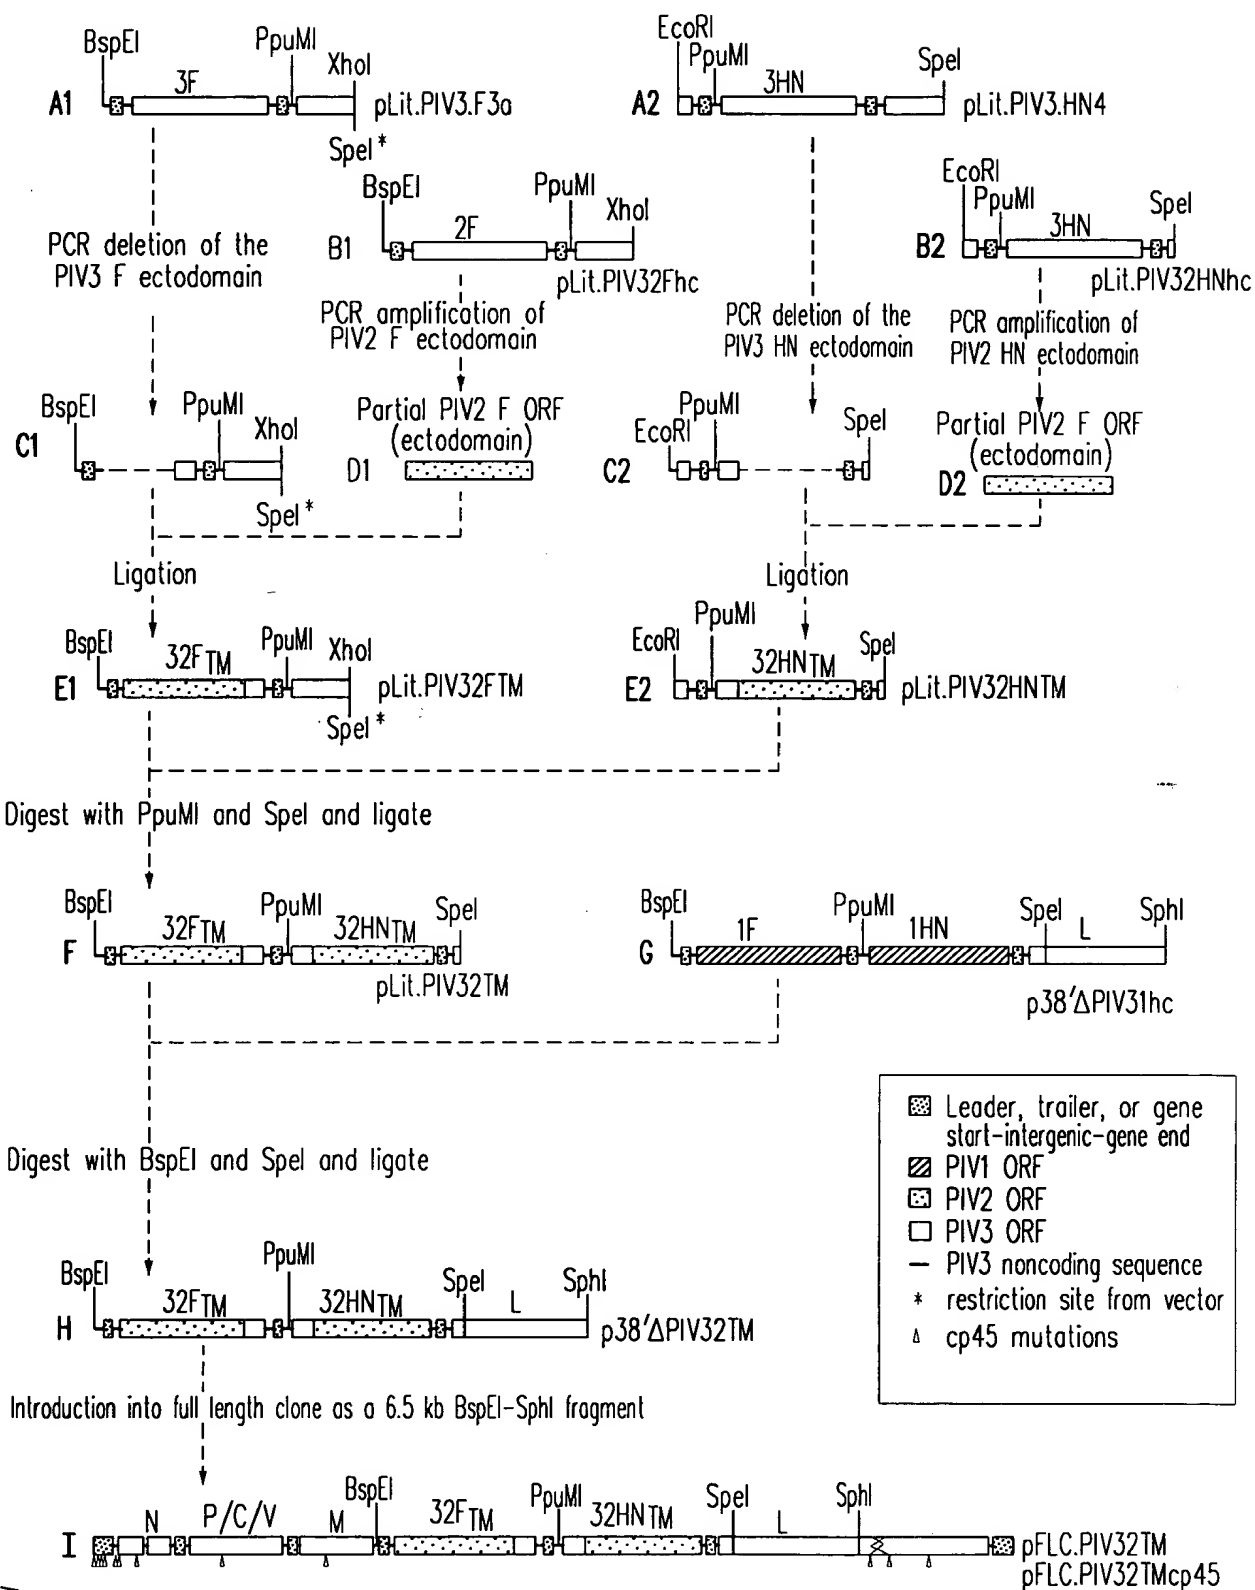 BspEI
PpuMI
XhoI
3F
A1
pLit.PIV3.F3a
SpeI*
EcoRI
PpuMI
SpeI
3HN
A2
pLit.PIV3.HN4
BspEI
PpuMI
XhoI
2F
B1
pLit.PIV32Fhc
EcoRI
PpuMI
SpeI
3HN
B2
pLit.PIV32HNhc
PCR deletion of the
PIV3 F ectodomain
PCR amplification of
PIV2 F ectodomain
PCR deletion of the
PIV3 HN ectodomain
PCR amplification of
PIV2 HN ectodomain
BspEI
PpuMI
XhoI
C1
SpeI*
Partial PIV2 F ORF
(ectodomain)
D1
PpuMI
EcoRI
SpeI
C2
Partial PIV2 F ORF
(ectodomain)
D2
Ligation
Ligation
BspEI
PpuMI
XhoI
32FTM
E1
pLit.PIV32FTM
SpeI*
EcoRI
PpuMI
SpeI
32HNTM
E2
pLit.PIV32HNTM
Digest with PpuMI and SpeI and ligate
BspEI
PpuMI
SpeI
32FTM
32HNTM
F
pLit.PIV32TM
BspEI
PpuMI
SpeI
SphI
1F
1HN
L
G
p38'ΔPIV31hc
Digest with BspEI and SpeI and ligate
Leader, trailer, or gene
start-intergenic-gene end
PIV1 ORF
PIV2 ORF
PIV3 ORF
PIV3 noncoding sequence
* restriction site from vector
cp45 mutations
BspEI
PpuMI
SpeI
SphI
32FTM
32HNTM
L
H
p38'ΔPIV32TM
Introduction into full length clone as a 6.5 kb BspEI-SphI fragment
BspEI
PpuMI
SpeI
SphI
N
P/C/V
M
32FTM
32HNTM
L
I
pFLC.PIV32TM
pFLC.PIV32TMcp45